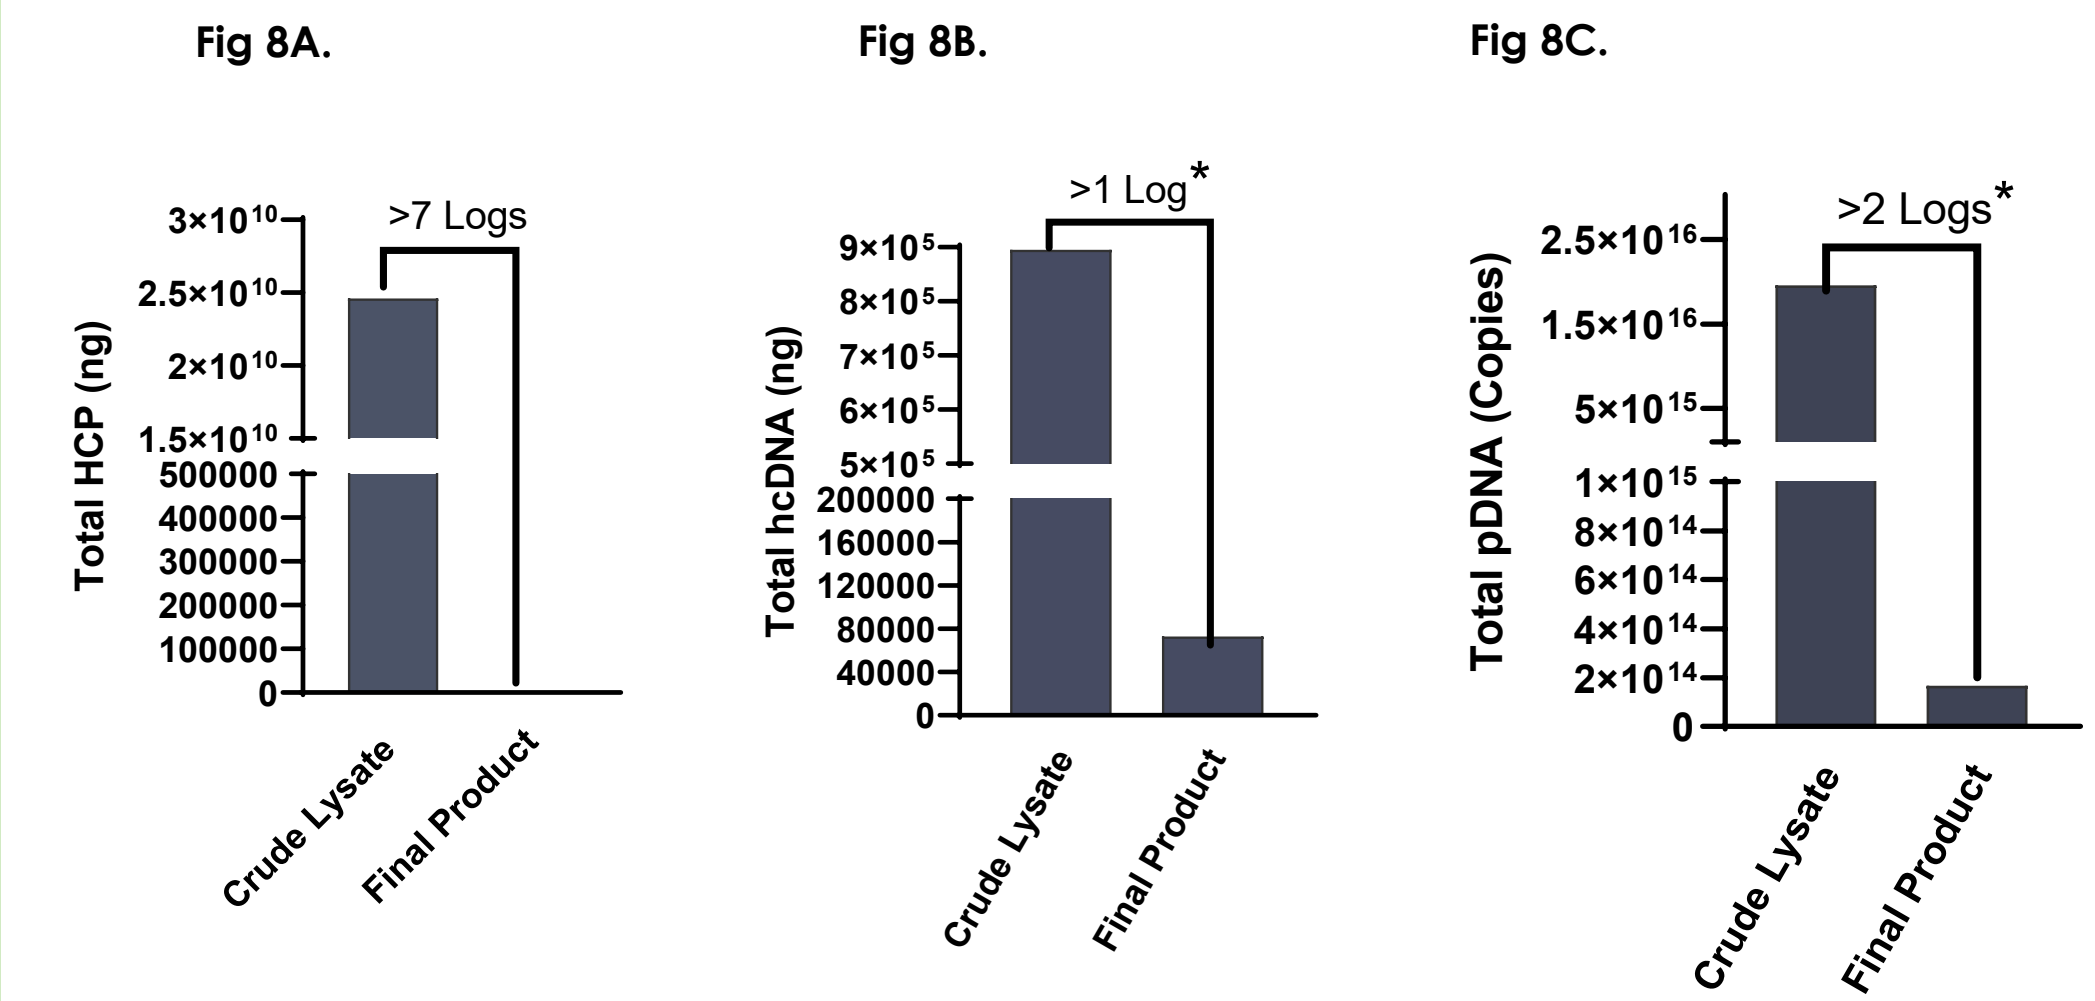 Fig 8A.
>7 Logs
Total HCP (ng)
3×10¹⁰
2.5×10¹⁰
2×10¹⁰
1.5×10¹⁰
500000
400000
300000
200000
100000
0
Crude Lysate
Final Product
Fig 8B.
>1 Log*
Total hcDNA (ng)
9×10⁵
8×10⁵
7×10⁵
6×10⁵
5×10⁵
200000
160000
120000
80000
40000
0
Crude Lysate
Final Product
Fig 8C.
>2 Logs*
Total pDNA (Copies)
2.5×10¹⁶
1.5×10¹⁶
5×10¹⁵
1×10¹⁵
8×10¹⁴
6×10¹⁴
4×10¹⁴
2×10¹⁴
0
Crude Lysate
Final Product